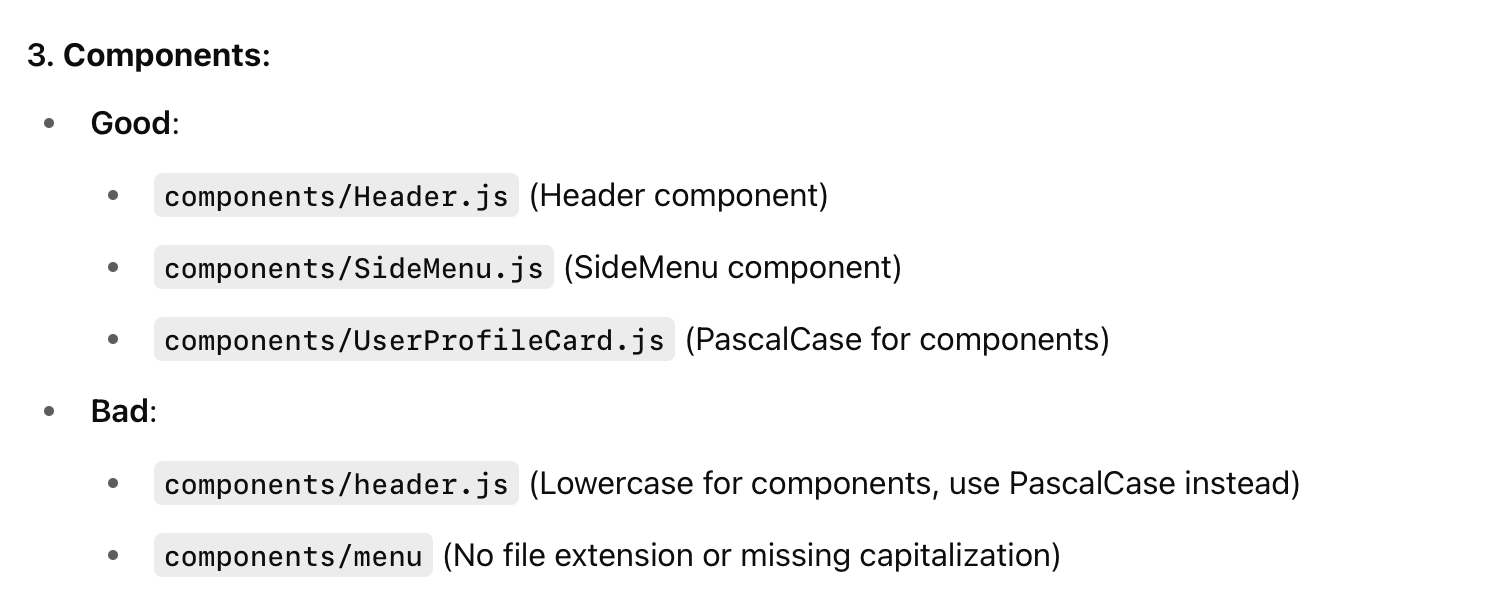 3. Components:
Good:
components/Header.js (Header component)
components/SideMenu.js (SideMenu component)
components/UserProfileCard.js (PascalCase for components)
Bad:
components/header.js (Lowercase for components, use PascalCase instead)
components/menu (No file extension or missing capitalization)